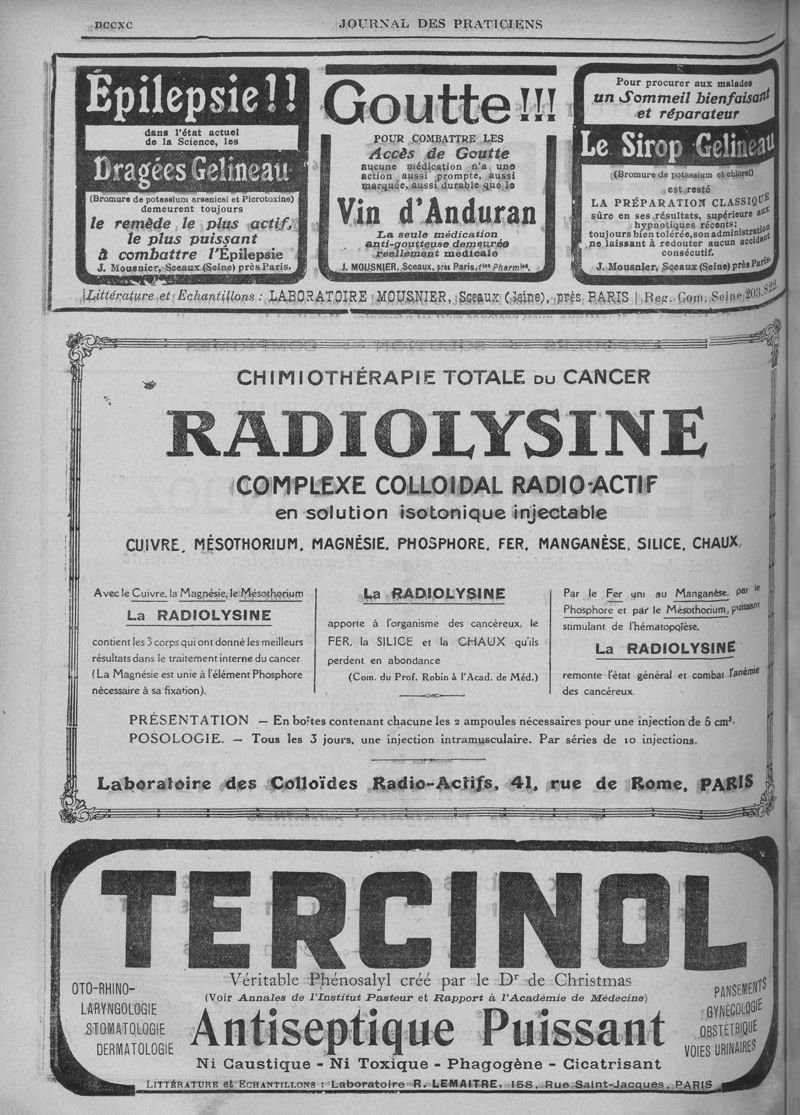 DCCXC
JOURNAL DES PRATICIENS
Épilepsie!!
dans l'état actuel
de la Science, les
Dragées Gelineau
(Bromure de potassium arsenical et Picrotoxine)
demeurent toujours
le remède le plus actif,
le plus puissant
à combattre l'Épilepsie
J. Mousnier, Sceaux (Seine) près Paris.
Goutte!!!
POUR COMBATTRE LES
Accès de Goutte
aucune médication n'a une
action aussi prompte, aussi
marquée, aussi durable que le
Vin d'Anduran
La seule médication
anti-goutteuse demeurée
réellement médicale
J. MOUSNIER, Sceaux, près Paris, ttes Pharmies.
Pour procurer aux malades
un Sommeil bienfaisant
et réparateur
Le Sirop Gelineau
(Bromure de potassium et chloral)
est resté
LA PRÉPARATION CLASSIQUE
sûre en ses résultats, supérieure aux
hypnotiques récents;
toujours bien tolérée, son administration
ne laissant à redouter aucun accident
consécutif.
J. Mousnier, Sceaux (Seine) près Paris.
Littérature et Echantillons : LABORATOIRE MOUSNIER, Sceaux (Seine), près PARIS | Reg. Com. Seine 203.822.
CHIMIOTHÉRAPIE TOTALE DU CANCER
RADIOLYSINE
COMPLEXE COLLOIDAL RADIO-ACTIF
en solution isotonique injectable
CUIVRE, MÉSOTHORIUM, MAGNÉSIE, PHOSPHORE, FER, MANGANÈSE, SILICE, CHAUX
Avec le Cuivre, la Magnésie, le Mésothorium
La RADIOLYSINE
contient les 3 corps qui ont donné les meilleurs
résultats dans le traitement interne du cancer
(La Magnésie est unie à l'élément Phosphore
nécessaire à sa fixation).
La RADIOLYSINE
apporte à l'organisme des cancéreux, le
FER, la SILICE et la CHAUX qu'ils
perdent en abondance
(Com. du Prof. Robin à l'Acad. de Méd.)
Par le Fer uni au Manganèse, par le
Phosphore et par le Mésothorium, puissant
stimulant de l'hématopoïèse,
La RADIOLYSINE
remonte l'état général et combat l'anémie
des cancéreux.
PRÉSENTATION — En boîtes contenant chacune les 2 ampoules nécessaires pour une injection de 5 cm³.
POSOLOGIE. — Tous les 3 jours, une injection intramusculaire. Par séries de 10 injections.
Laboratoire des Colloïdes Radio-Actifs, 41, rue de Rome, PARIS
TERCINOL
Véritable Phénosalyl créé par le Dr de Christmas
(Voir Annales de l'Institut Pasteur et Rapport à l'Académie de Médecine)
OTO-RHINO-
LARYNGOLOGIE
STOMATOLOGIE
DERMATOLOGIE
Antiseptique Puissant
PANSEMENTS
GYNÉCOLOGIE
OBSTÉTRIQUE
VOIES URINAIRES
Ni Caustique - Ni Toxique - Phagogène - Cicatrisant
LITTÉRATURE et ECHANTILLONS : Laboratoire R. LEMAITRE, 158, Rue Saint-Jacques, PARIS